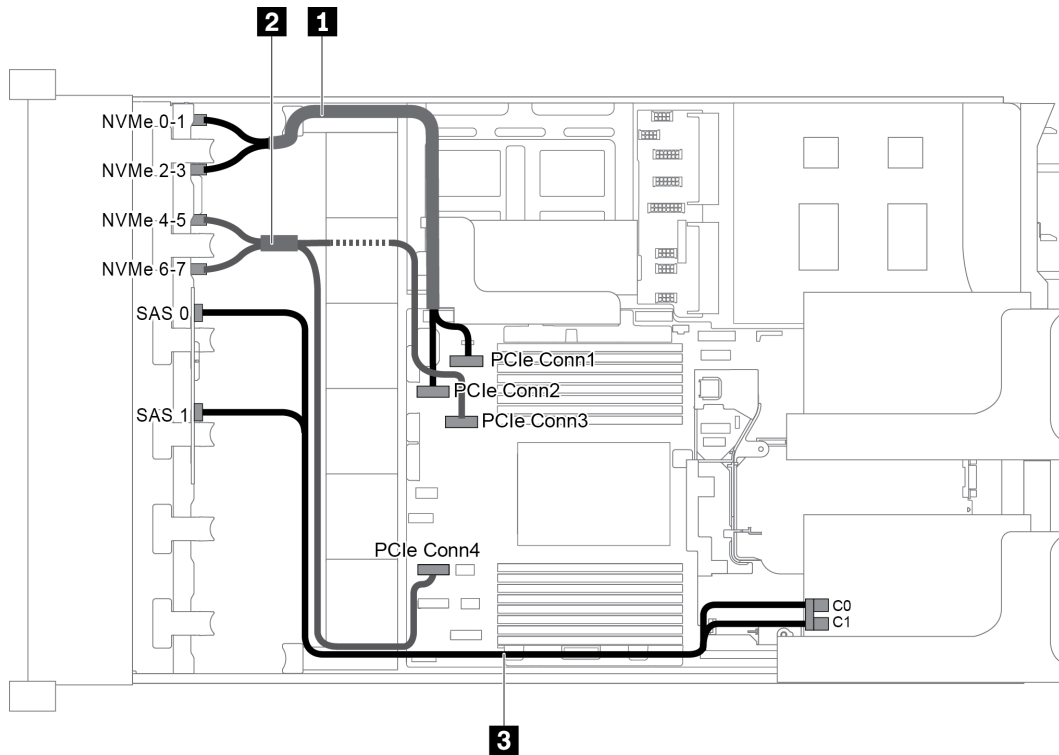 2 1
NVMe 0-1
NVMe 2-3
NVMe 4-5
NVMe 6-7
SAS 0
PCIe Conn1
PCIe Conn2
SAS 1
PCIe Conn3
PCIe Conn4
C0
C1
3